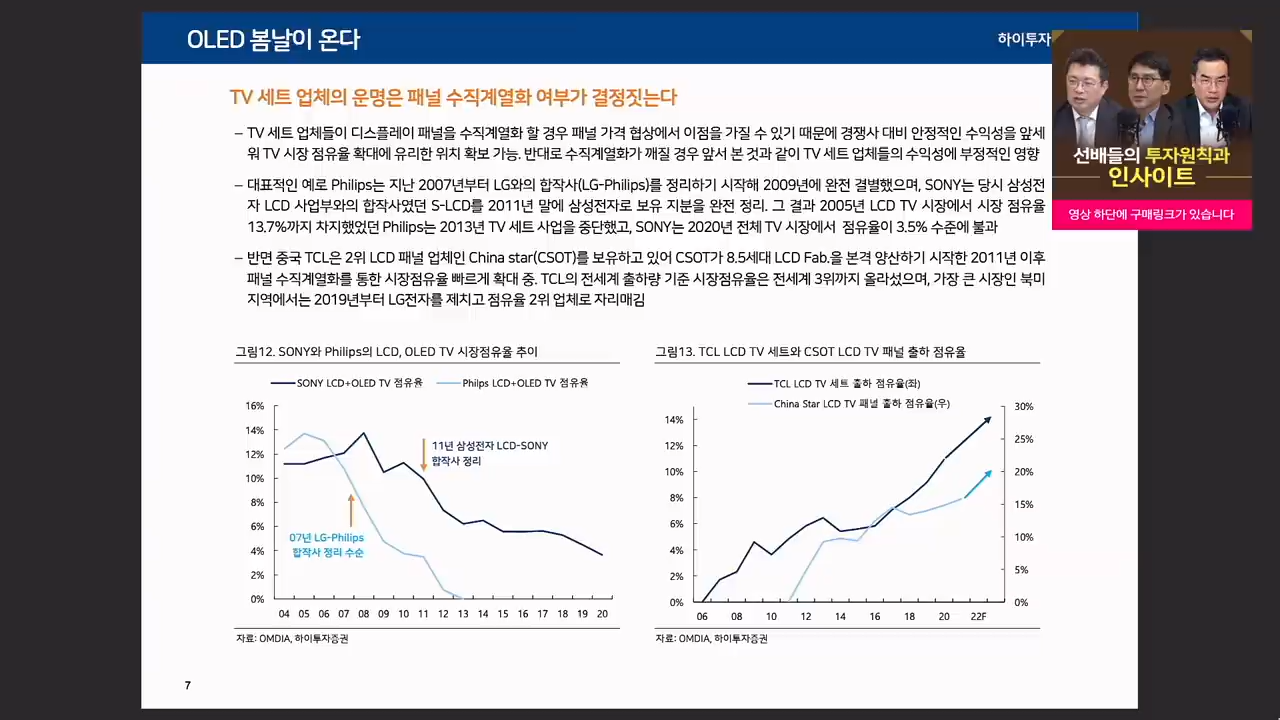 OLED 봄날이 온다
하이투자
TV 세트 업체의 운명은 패널 수직계열화 여부가 결정짓는다
– TV 세트 업체들이 디스플레이 패널을 수직계열화 할 경우 패널 가격 협상에서 이점을 가질 수 있기 때문에 경쟁사 대비 안정적인 수익성을 앞세
워 TV 시장 점유율 확대에 유리한 위치 확보 가능. 반대로 수직계열화가 깨질 경우 앞서 본 것과 같이 TV 세트 업체들의 수익성에 부정적인 영향
– 대표적인 예로 Philips는 지난 2007년부터 LG와의 합작사(LG-Philips)를 정리하기 시작해 2009년에 완전 결별했으며, SONY는 당시 삼성전
자 LCD 사업부와의 합작사였던 S-LCD를 2011년 말에 삼성전자로 보유 지분을 완전 정리. 그 결과 2005년 LCD TV 시장에서 시장 점유율
13.7%까지 차지했었던 Philips는 2013년 TV 세트 사업을 중단했고, SONY는 2020년 전체 TV 시장에서 점유율이 3.5% 수준에 불과
– 반면 중국 TCL은 2위 LCD 패널 업체인 China star(CSOT)를 보유하고 있어 CSOT가 8.5세대 LCD Fab.을 본격 양산하기 시작한 2011년 이후
패널 수직계열화를 통한 시장점유율 빠르게 확대 중. TCL의 전세계 출하량 기준 시장점유율은 전세계 3위까지 올라섰으며, 가장 큰 시장인 북미
지역에서는 2019년부터 LG전자를 제치고 점유율 2위 업체로 자리매김
그림12. SONY와 Philips의 LCD, OLED TV 시장점유율 추이
SONY LCD+OLED TV 점유율
Philps LCD+OLED TV 점유율
16%
14%
12%
10%
8%
6%
4%
2%
0%
11년 삼성전자 LCD-SONY
합작사 정리
07년 LG-Philips
합작사 정리 수순
04 05 06 07 08 09 10 11 12 13 14 15 16 17 18 19 20
자료: OMDIA, 하이투자증권
그림13. TCL LCD TV 세트와 CSOT LCD TV 패널 출하 점유율
TCL LCD TV 세트 출하 점유율(좌)
China Star LCD TV 패널 출하 점유율(우)
14%
12%
10%
8%
6%
4%
2%
0%
30%
25%
20%
15%
10%
5%
0%
06 08 10 12 14 16 18 20 22F
자료: OMDIA, 하이투자증권
7
선배들의 투자원칙과
인사이트
영상 하단에 구매링크가 있습니다